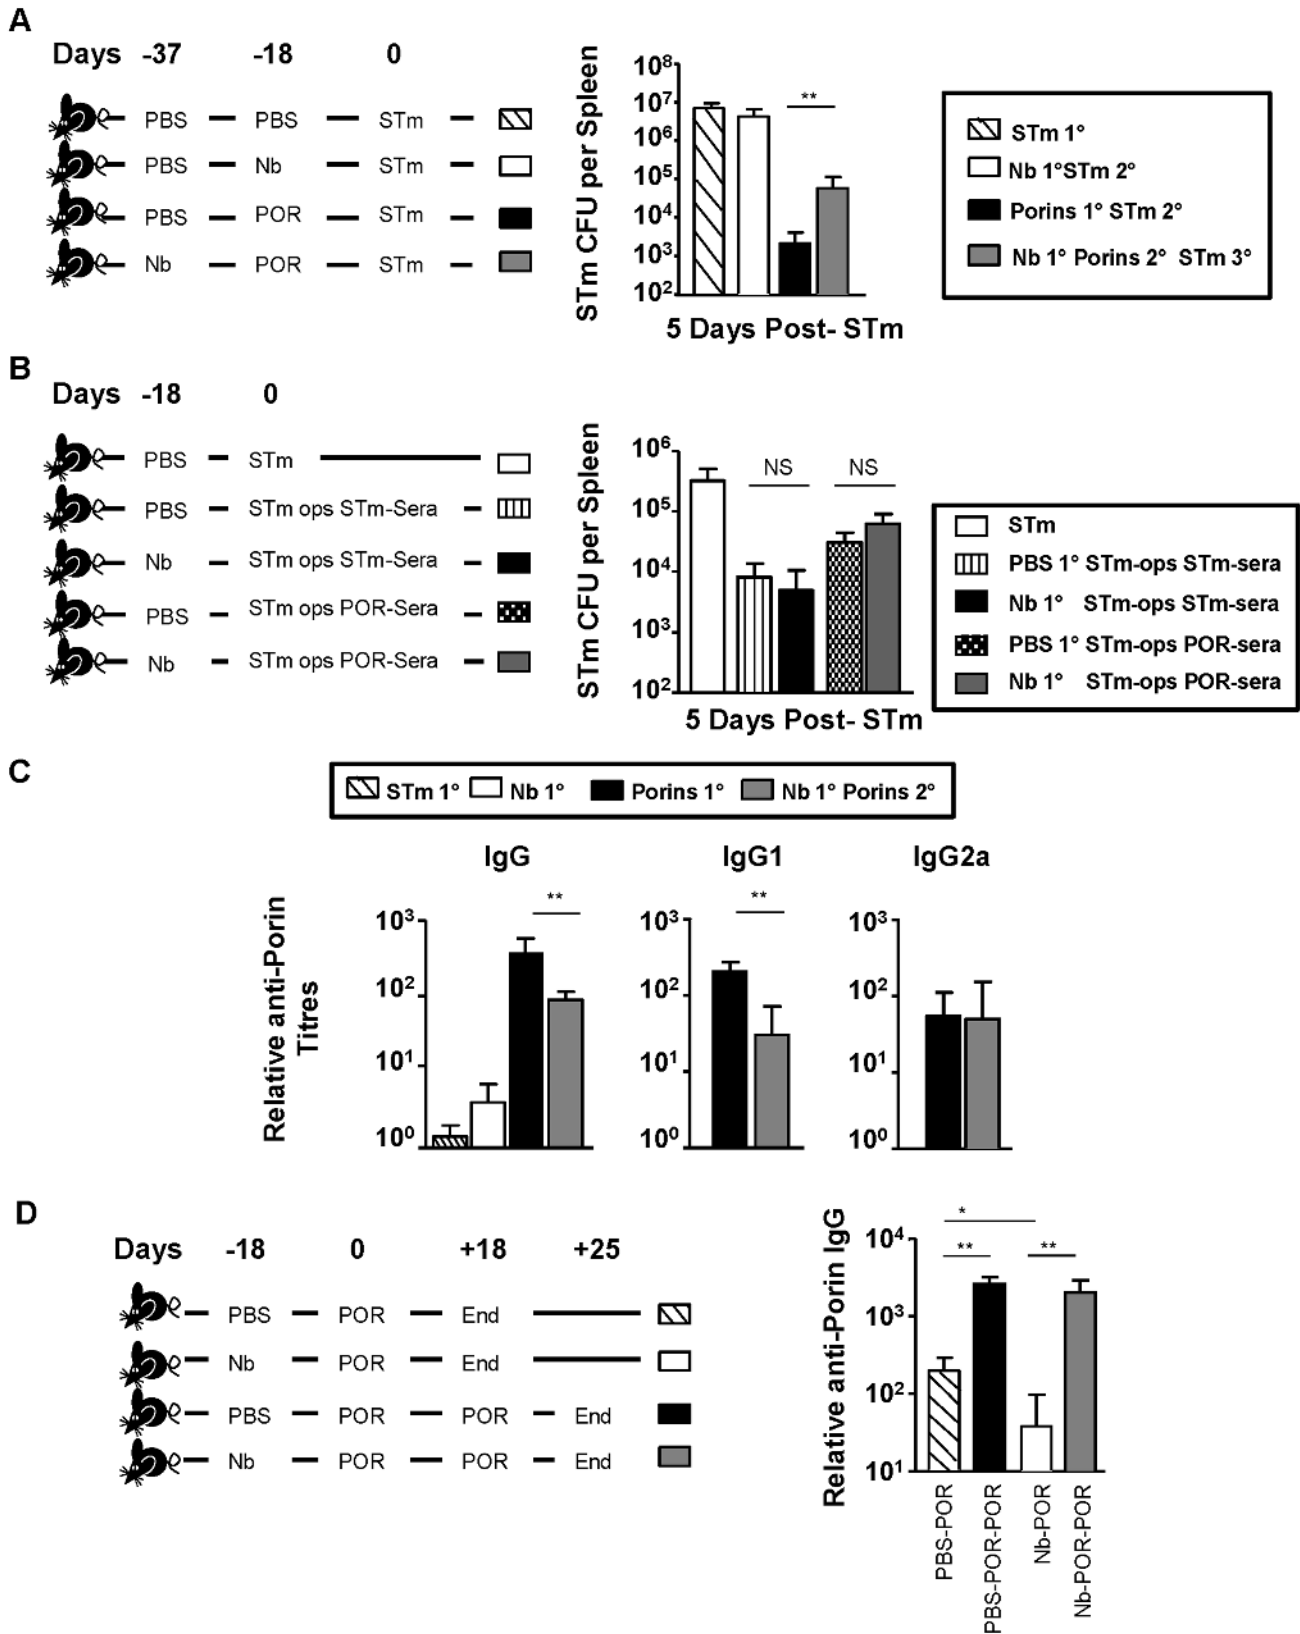 A
Days -37 -18 0
PBS PBS STm
PBS Nb STm
PBS POR STm
Nb POR STm
STm CFU per Spleen
10⁸
10⁷
10⁶
10⁵
10⁴
10³
10²
**
5 Days Post- STm
STm 1°
Nb 1°STm 2°
Porins 1° STm 2°
Nb 1° Porins 2° STm 3°
B
Days -18 0
PBS STm
PBS STm ops STm-Sera
Nb STm ops STm-Sera
PBS STm ops POR-Sera
Nb STm ops POR-Sera
STm CFU per Spleen
10⁶
10⁵
10⁴
10³
10²
NS NS
5 Days Post- STm
STm
PBS 1° STm-ops STm-sera
Nb 1° STm-ops STm-sera
PBS 1° STm-ops POR-sera
Nb 1° STm-ops POR-sera
C
STm 1° Nb 1° Porins 1° Nb 1° Porins 2°
Relative anti-Porin
Titres
IgG
10³
10²
10¹
10⁰
**
IgG1
10³
10²
10¹
10⁰
**
IgG2a
10³
10²
10¹
10⁰
D
Days -18 0 +18 +25
PBS POR End
Nb POR End
PBS POR POR End
Nb POR POR End
Relative anti-Porin IgG
10⁴
10³
10²
10¹
*
** **
PBS-POR
PBS-POR-POR
Nb-POR
Nb-POR-POR